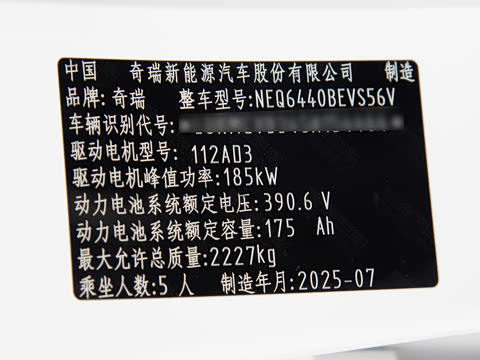 中国 奇瑞新能源汽车股份有限公司 制造
品牌:奇瑞 整车型号:NEQ6440BEVS56V
车辆识别代号:
驱动电机型号: 112AD3
驱动电机峰值功率:185kW
动力电池系统额定电压:390.6 V
动力电池系统额定容量:175 Ah
最大允许总质量:2227kg
乘坐人数:5 人 制造年月:2025-07